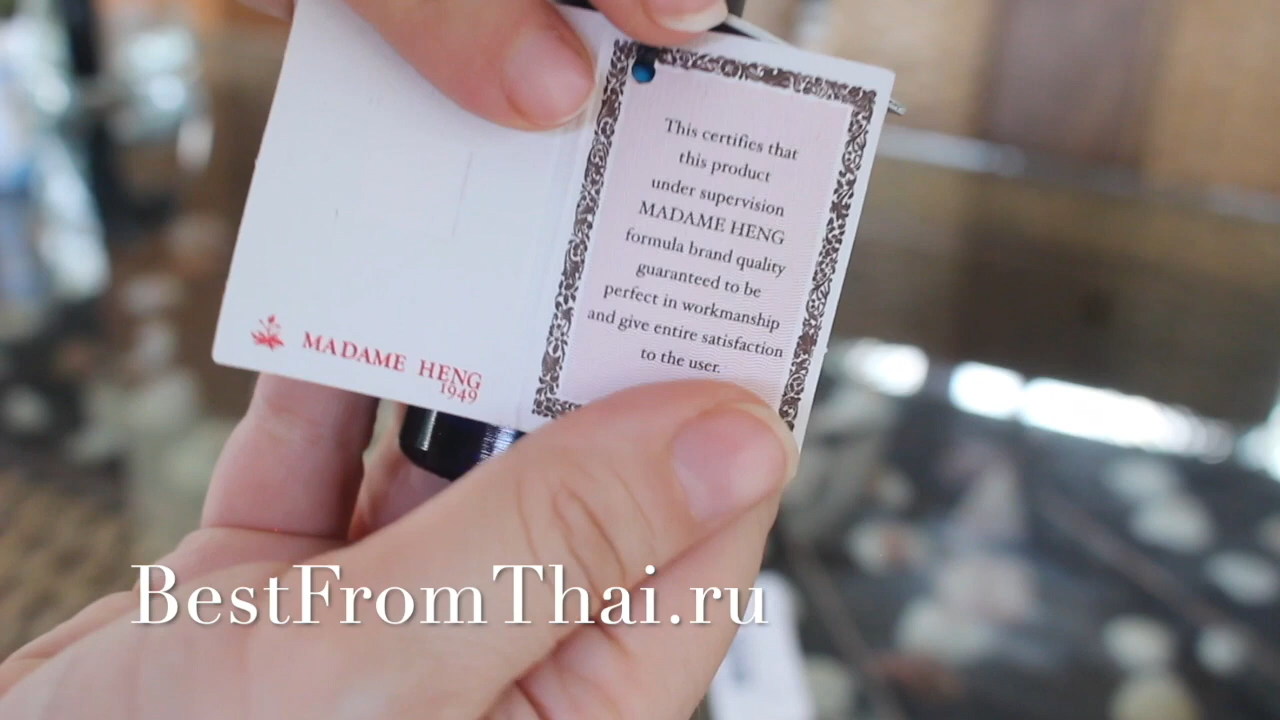 This certifies that
this product
under supervision
MADAME HENG
formula brand quality
guaranteed to be
perfect in workmanship
and give entire satisfaction
to the user.
MADAME HENG
1949
BestFromThai.ru